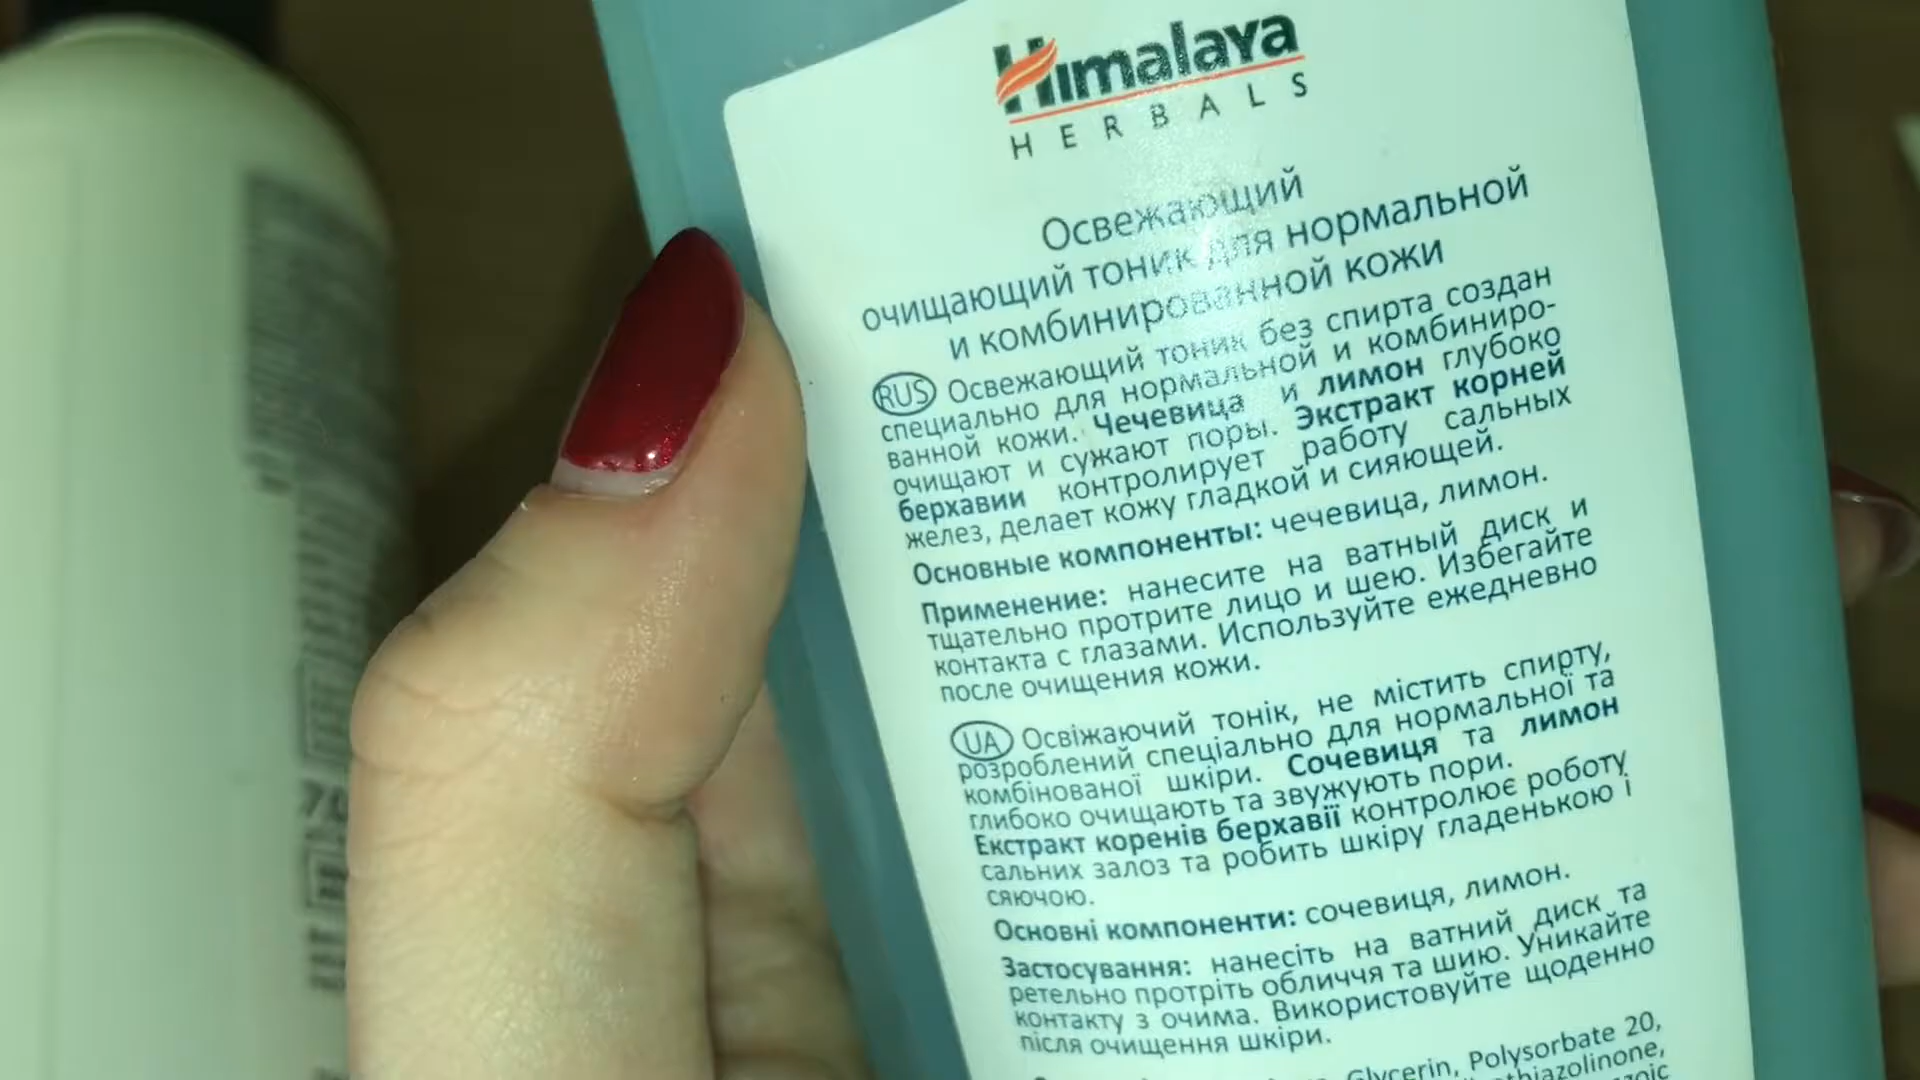 Himalaya
HERBALS
Освежающий
очищающий тоник для нормальной
и комбинированной кожи
RUS Освежающий тоник без спирта создан
специально для нормальной и комбиниро-
ванной кожи. Чечевица и лимон глубоко
очищают и сужают поры. Экстракт корней
берхавии контролирует работу сальных
желез, делает кожу гладкой и сияющей.
Основные компоненты: чечевица, лимон.
Применение: нанесите на ватный диск и
тщательно протрите лицо и шею. Избегайте
контакта с глазами. Используйте ежедневно
после очищения кожи.
UA Освіжаючий тонік, не містить спирту,
розроблений спеціально для нормальної та
комбінованої шкіри. Сочевиця та лимон
глибоко очищають та звужують пори.
Екстракт коренів берхавії контролює роботу
сальних залоз та робить шкіру гладенькою і
сяючою.
Основні компоненти: сочевиця, лимон.
Застосування: нанесіть на ватний диск та
ретельно протріть обличчя та шию. Уникайте
контакту з очима. Використовуйте щоденно
після очищення шкіри.
Glycerin, Polysorbate 20,